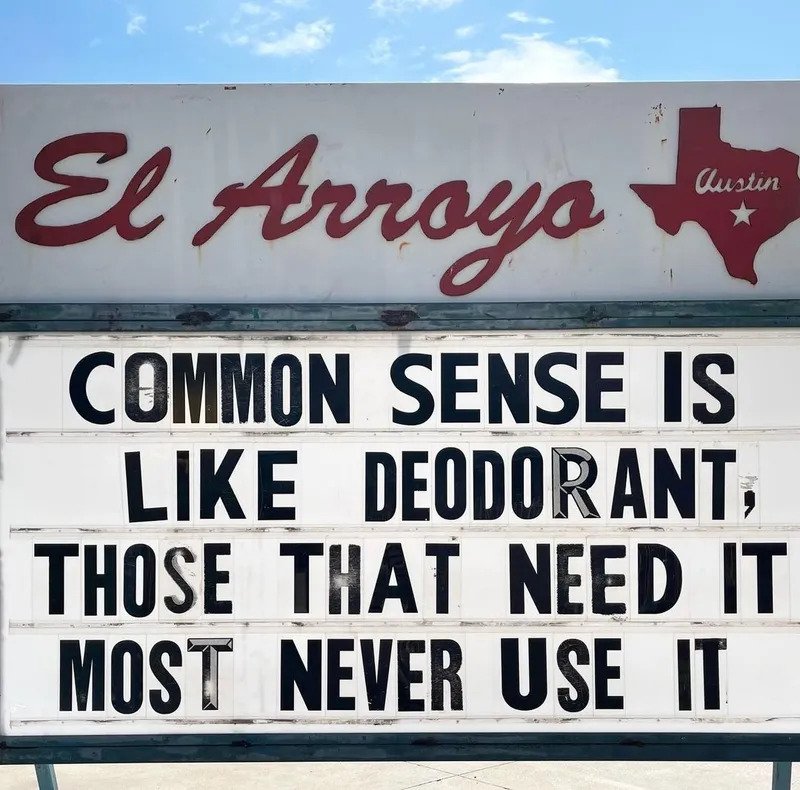 El Arroyo
Austin
COMMON SENSE IS
LIKE DEODORANT,
THOSE THAT NEED IT
MOST NEVER USE IT